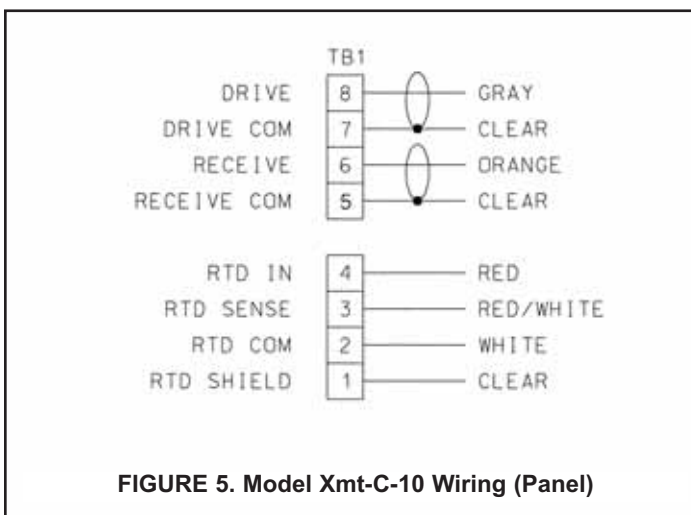 TB1
DRIVE 8 GRAY
DRIVE COM 7 CLEAR
RECEIVE 6 ORANGE
RECEIVE COM 5 CLEAR
RTD IN 4 RED
RTD SENSE 3 RED/WHITE
RTD COM 2 WHITE
RTD SHIELD 1 CLEAR
FIGURE 5. Model Xmt-C-10 Wiring (Panel)